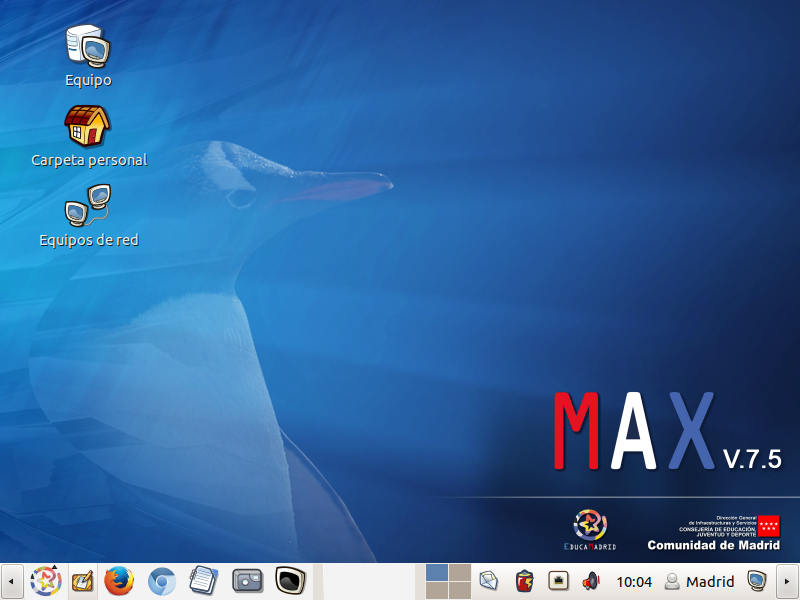 Equipo
Carpeta personal
Equipos de red
MAX V.7.5
EDUCAMADRID
Dirección General
de Infraestructuras y Servicios
CONSEJERÍA DE EDUCACIÓN,
JUVENTUD Y DEPORTE
Comunidad de Madrid
10:04 Madrid